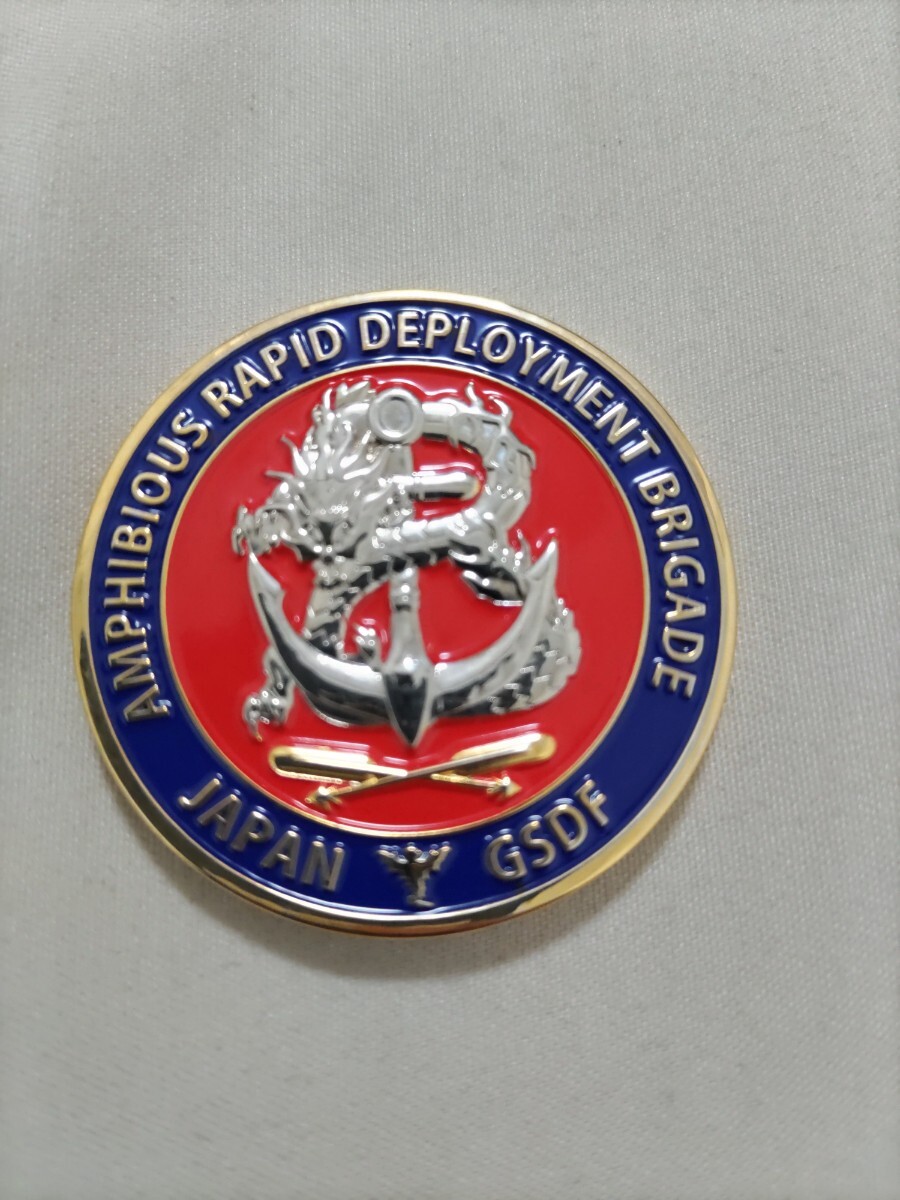 AMPHIBIOUS RAPID DEPLOYMENT BRIGADE
JAPAN GSDF